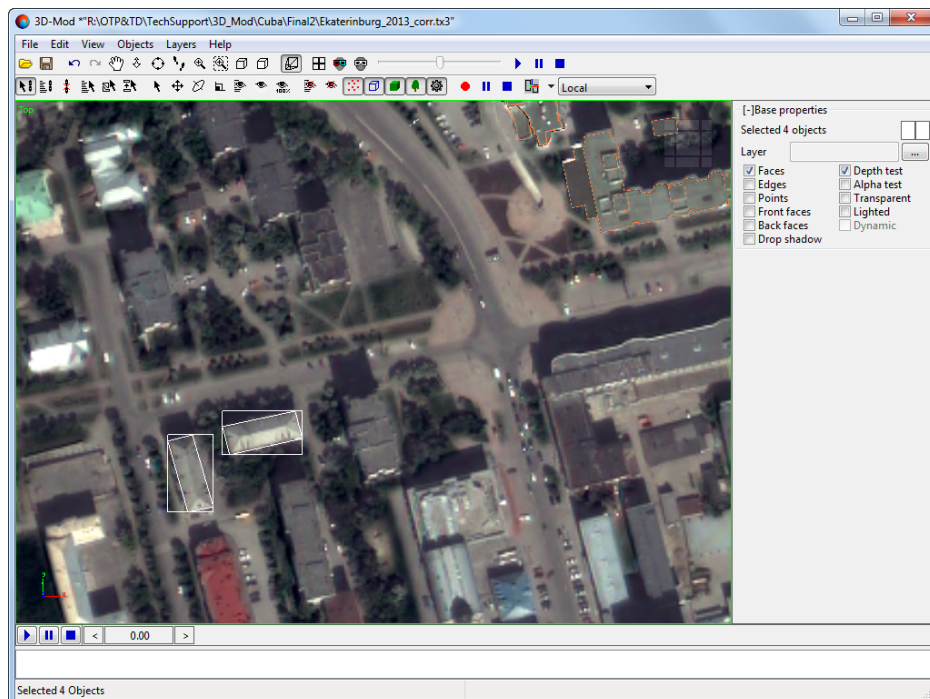 3D-Mod *"R:\OTP&TD\TechSupport\3D_Mod\Cuba\Final2\Ekaterinburg_2013_corr.tx3"
File Edit View Objects Layers Help
100%
Local
Top
[-]Base properties
Selected 4 objects
Layer
...
Faces Depth test
Edges Alpha test
Points Transparent
Front faces Lighted
Back faces Dynamic
Drop shadow
y
x
< 0.00 >
Selected 4 Objects